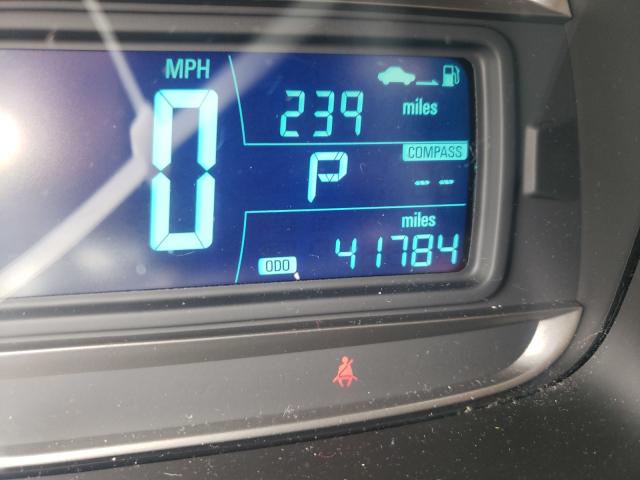 MPH
0
239 miles
P
COMPASS
-- --
miles
ODO 41784